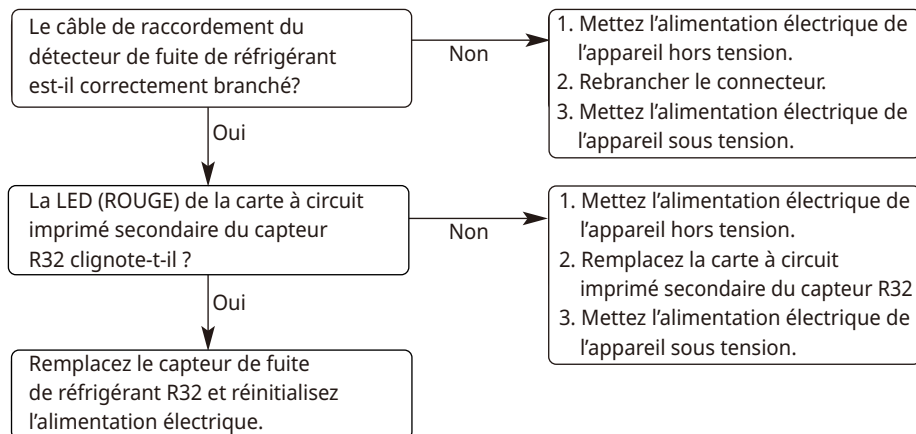 Le câble de raccordement du
détecteur de fuite de réfrigérant
est-il correctement branché?
Non
1. Mettez l’alimentation électrique de
l’appareil hors tension.
2. Rebrancher le connecteur.
3. Mettez l’alimentation électrique de
l’appareil sous tension.
Oui
La LED (ROUGE) de la carte à circuit
imprimé secondaire du capteur
R32 clignote-t-il ?
Non
1. Mettez l’alimentation électrique de
l’appareil hors tension.
2. Remplacez la carte à circuit
imprimé secondaire du capteur R32
3. Mettez l’alimentation électrique de
l’appareil sous tension.
Oui
Remplacez le capteur de fuite
de réfrigérant R32 et réinitialisez
l’alimentation électrique.